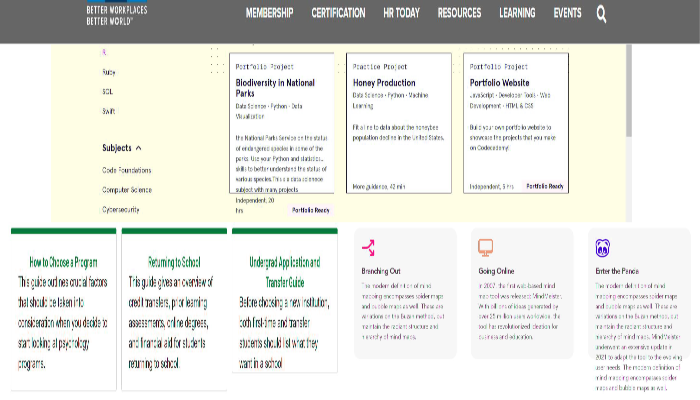 BETTER WORKPLACES
BETTER WORLD
MEMBERSHIP CERTIFICATION HR TODAY RESOURCES LEARNING EVENTS
R
Ruby
SQL
Swift
Subjects
Code Foundations
Computer Science
Cybersecurity
Portfolio Project
Biodiversity in National
Parks
Data Science • Python • Data
Visualization
the National Parks Service on the status
of endangered species in some of the
parks. Use your Python and statistics...
skills to better understand the status of
various species.This is a data science
subject with many projects
Independent, 20
hrs
Portfolio Ready
Practice Project
Honey Production
Data Science • Python • Machine
Learning
Fit a line to data about the honeybee
population decline in the United States.
More guidance, 42 min
Portfolio Project
Portfolio Website
JavaScript • Developer Tools • Web
Development • HTML & CSS
Build your own portfolio website to
showcase the projects that you make
on Codecademy!
Independent, 5 hrs
Portfolio Ready
How to Choose a Program
This guide outlines crucial factors
that should be taken into
consideration when you decide to
start looking at psychology
programs.
Returning to School
This guide gives an overview of
credit transfers, prior learning
assessments, online degrees,
and financial aid for students
returning to school.
Undergrad Application and
Transfer Guide
Before choosing a new institution,
both first-time and transfer
students should list what they
want in a school
Branching Out
The modern definition of mind
mapping encompasses spider maps
and bubble maps as well. These are
variations on the Buzan method, but
maintain the radiant structure and
hierarchy of mind maps.
Going Online
In 2007, the first web-based mind
map tool was released: MindMeister.
With billions of ideas generated by
over 25 million users worldwide, the
tool has revolutionized ideation for
business and education.
Enter the Panda
The modern definition of mind
mapping encompasses spider maps
and bubble maps as well. These are
variations on the Buzan method, but
maintain the radiant structure and
hierarchy of mind maps. MindMeister
underwent an extensive update in
2021 to adapt the tool to the evolving
user needs. The modern definition of
mind mapping encompasses spider
maps and bubble maps as well.